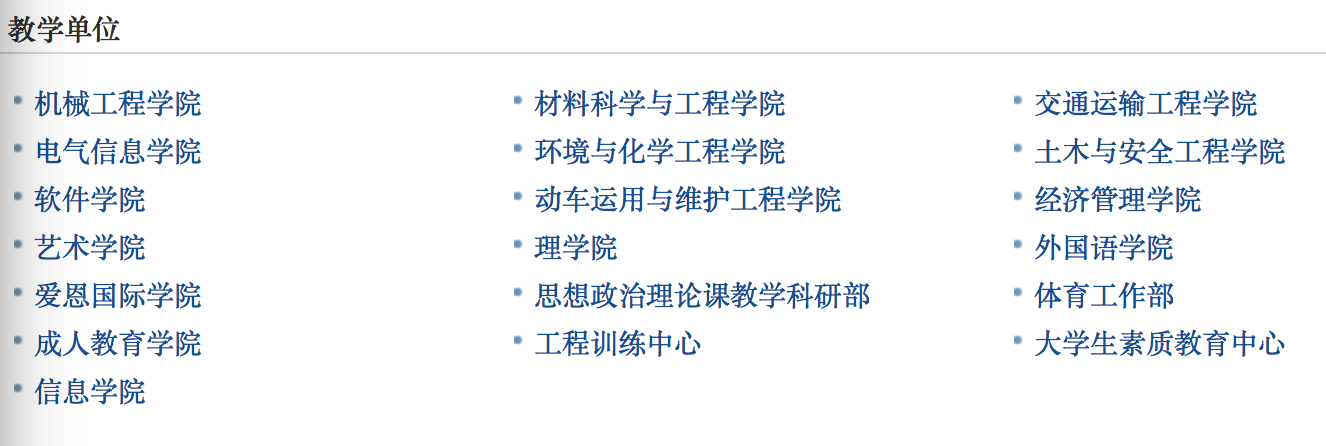 教学单位
机械工程学院
材料科学与工程学院
交通运输工程学院
电气信息学院
环境与化学工程学院
土木与安全工程学院
软件学院
动车运用与维护工程学院
经济管理学院
艺术学院
理学院
外国语学院
爱恩国际学院
思想政治理论课教学科研部
体育工作部
成人教育学院
工程训练中心
大学生素质教育中心
信息学院